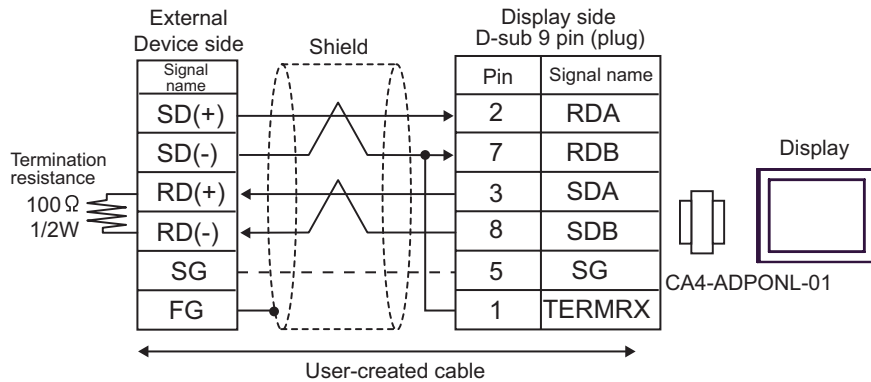 External
Device side
Shield
Display side
D-sub 9 pin (plug)
Signal
name
Pin
Signal name
SD(+)
2
RDA
SD(-)
7
RDB
Termination
resistance
100 Ω
1/2W
RD(+)
3
SDA
RD(-)
8
SDB
SG
5
SG
FG
1
TERMRX
CA4-ADPONL-01
Display
User-created cable